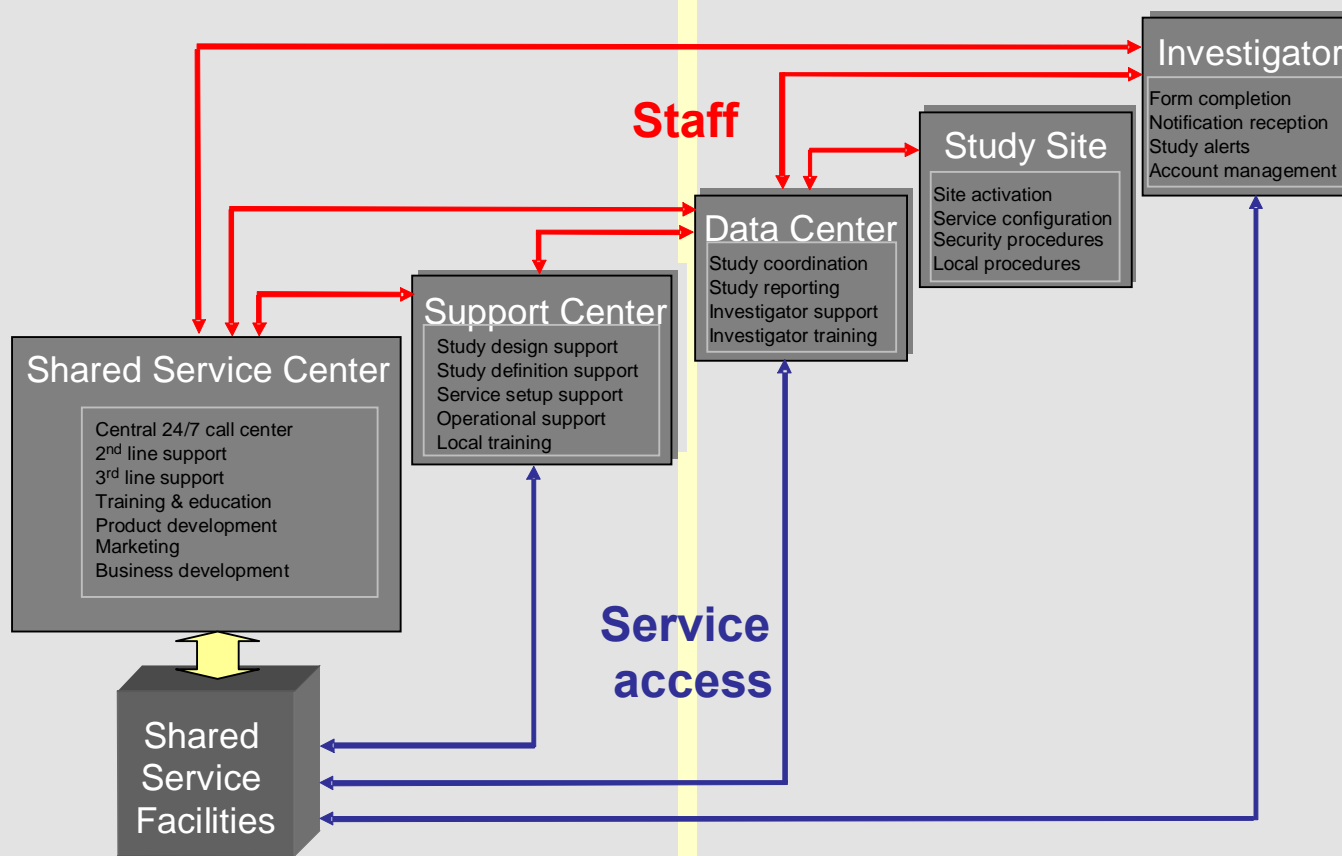 Investigator
Form completion
Notification reception
Study alerts
Account management
Staff
Study Site
Site activation
Service configuration
Security procedures
Local procedures
Data Center
Study coordination
Study reporting
Investigator support
Investigator training
Support Center
Study design support
Study definition support
Service setup support
Operational support
Local training
Shared Service Center
Central 24/7 call center
2nd line support
3rd line support
Training & education
Product development
Marketing
Business development
Service
access
Shared
Service
Facilities